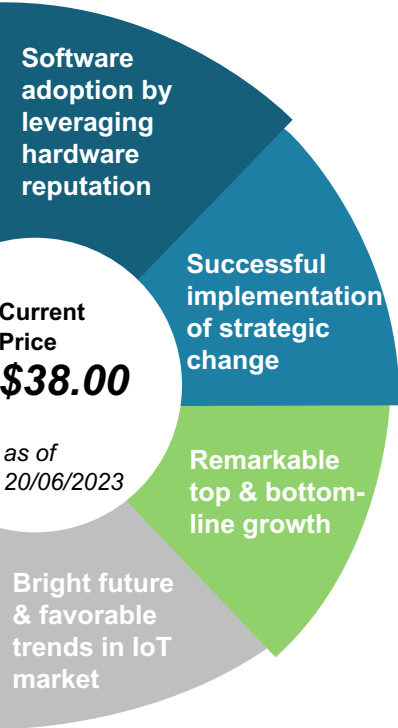 Software
adoption by
leveraging
hardware
reputation
Successful
implementation
of strategic
change
Current
Price
$38.00
as of
20/06/2023
Remarkable
top & bottom-
line growth
Bright future
& favorable
trends in IoT
market